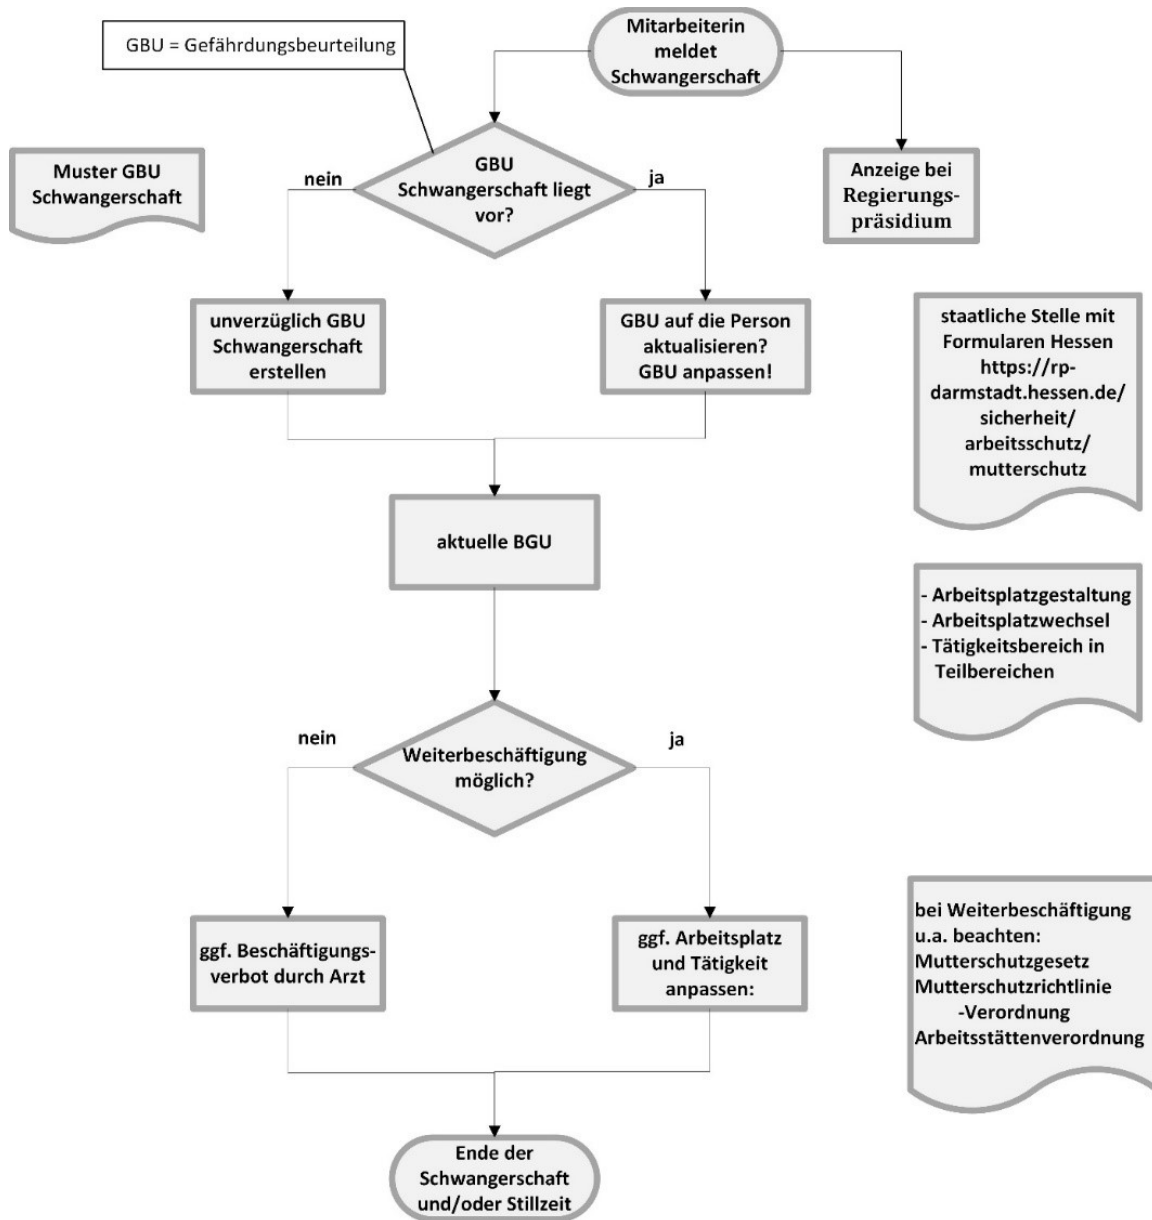 GBU = Gefährdungsbeurteilung
Mitarbeiterin
meldet
Schwangerschaft
Muster GBU
Schwangerschaft
nein
GBU
Schwangerschaft liegt
vor?
ja
Anzeige bei
Regierungs-
präsidium
unverzüglich GBU
Schwangerschaft
erstellen
GBU auf die Person
aktualisieren?
GBU anpassen!
staatliche Stelle mit
Formularen Hessen
https://rp-
darmstadt.hessen.de/
sicherheit/
arbeitsschutz/
mutterschutz
aktuelle BGU
- Arbeitsplatzgestaltung
- Arbeitsplatzwechsel
- Tätigkeitsbereich in
Teilbereichen
nein
Weiterbeschäftigung
möglich?
ja
ggf. Beschäftigungs-
verbot durch Arzt
ggf. Arbeitsplatz
und Tätigkeit
anpassen:
bei Weiterbeschäftigung
u.a. beachten:
Mutterschutzgesetz
Mutterschutzrichtlinie
-Verordnung
Arbeitsstättenverordnung
Ende der
Schwangerschaft
und/oder Stillzeit